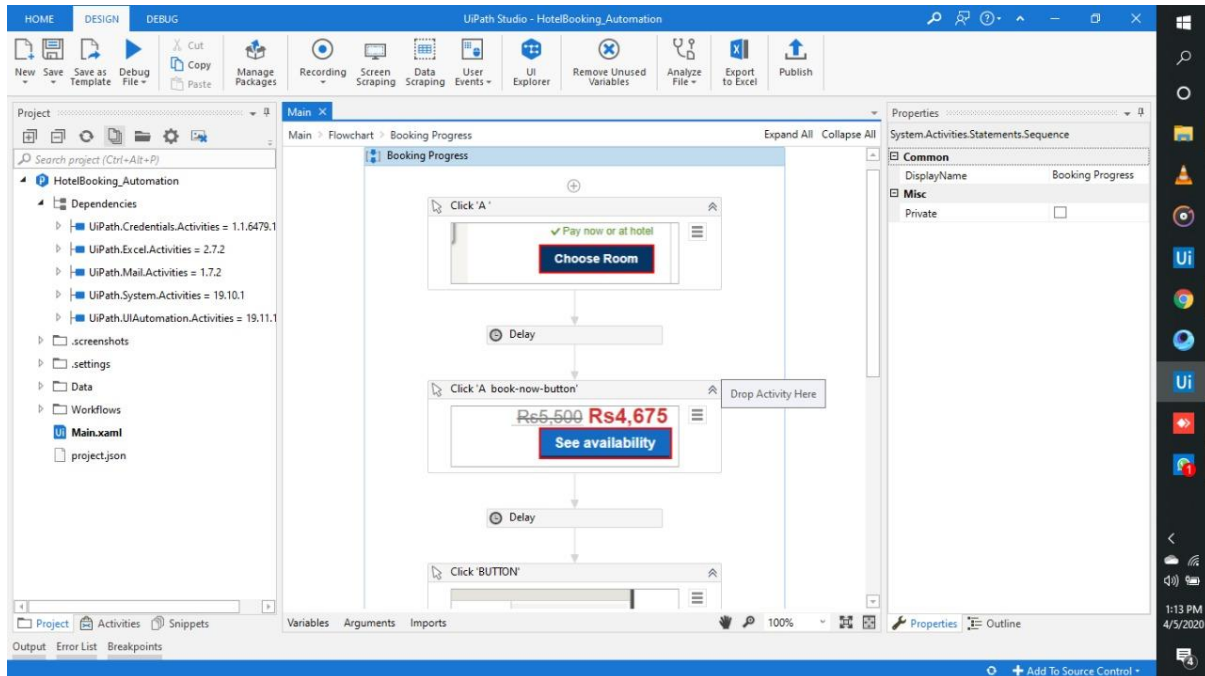 HOME DESIGN DEBUG UiPath Studio - HotelBooking_Automation
New Save Save as Template Debug File Cut Copy Paste Manage Packages Recording Screen Scraping Data Scraping User Events UI Explorer Remove Unused Variables Analyze File Export to Excel Publish
Project
Search project (Ctrl+Alt+P)
HotelBooking_Automation
Dependencies
UiPath.Credentials.Activities = 1.1.6479.1
UiPath.Excel.Activities = 2.7.2
UiPath.Mail.Activities = 1.7.2
UiPath.System.Activities = 19.10.1
UiPath.UIAutomation.Activities = 19.11.1
.screenshots
.settings
Data
Workflows
Ui Main.xaml
project.json
Project Activities Snippets
Main
Main > Flowchart > Booking Progress Expand All Collapse All
Booking Progress
Click 'A '
Pay now or at hotel
Choose Room
Delay
Click 'A book-now-button'
Drop Activity Here
Rs5,500 Rs4,675
See availability
Delay
Click 'BUTTON'
Variables Arguments Imports 100%
Properties
System.Activities.Statements.Sequence
Common
DisplayName Booking Progress
Misc
Private
Properties Outline
Output Error List Breakpoints
Add To Source Control
Ui
Ui
1
1:13 PM
4/5/2020
4